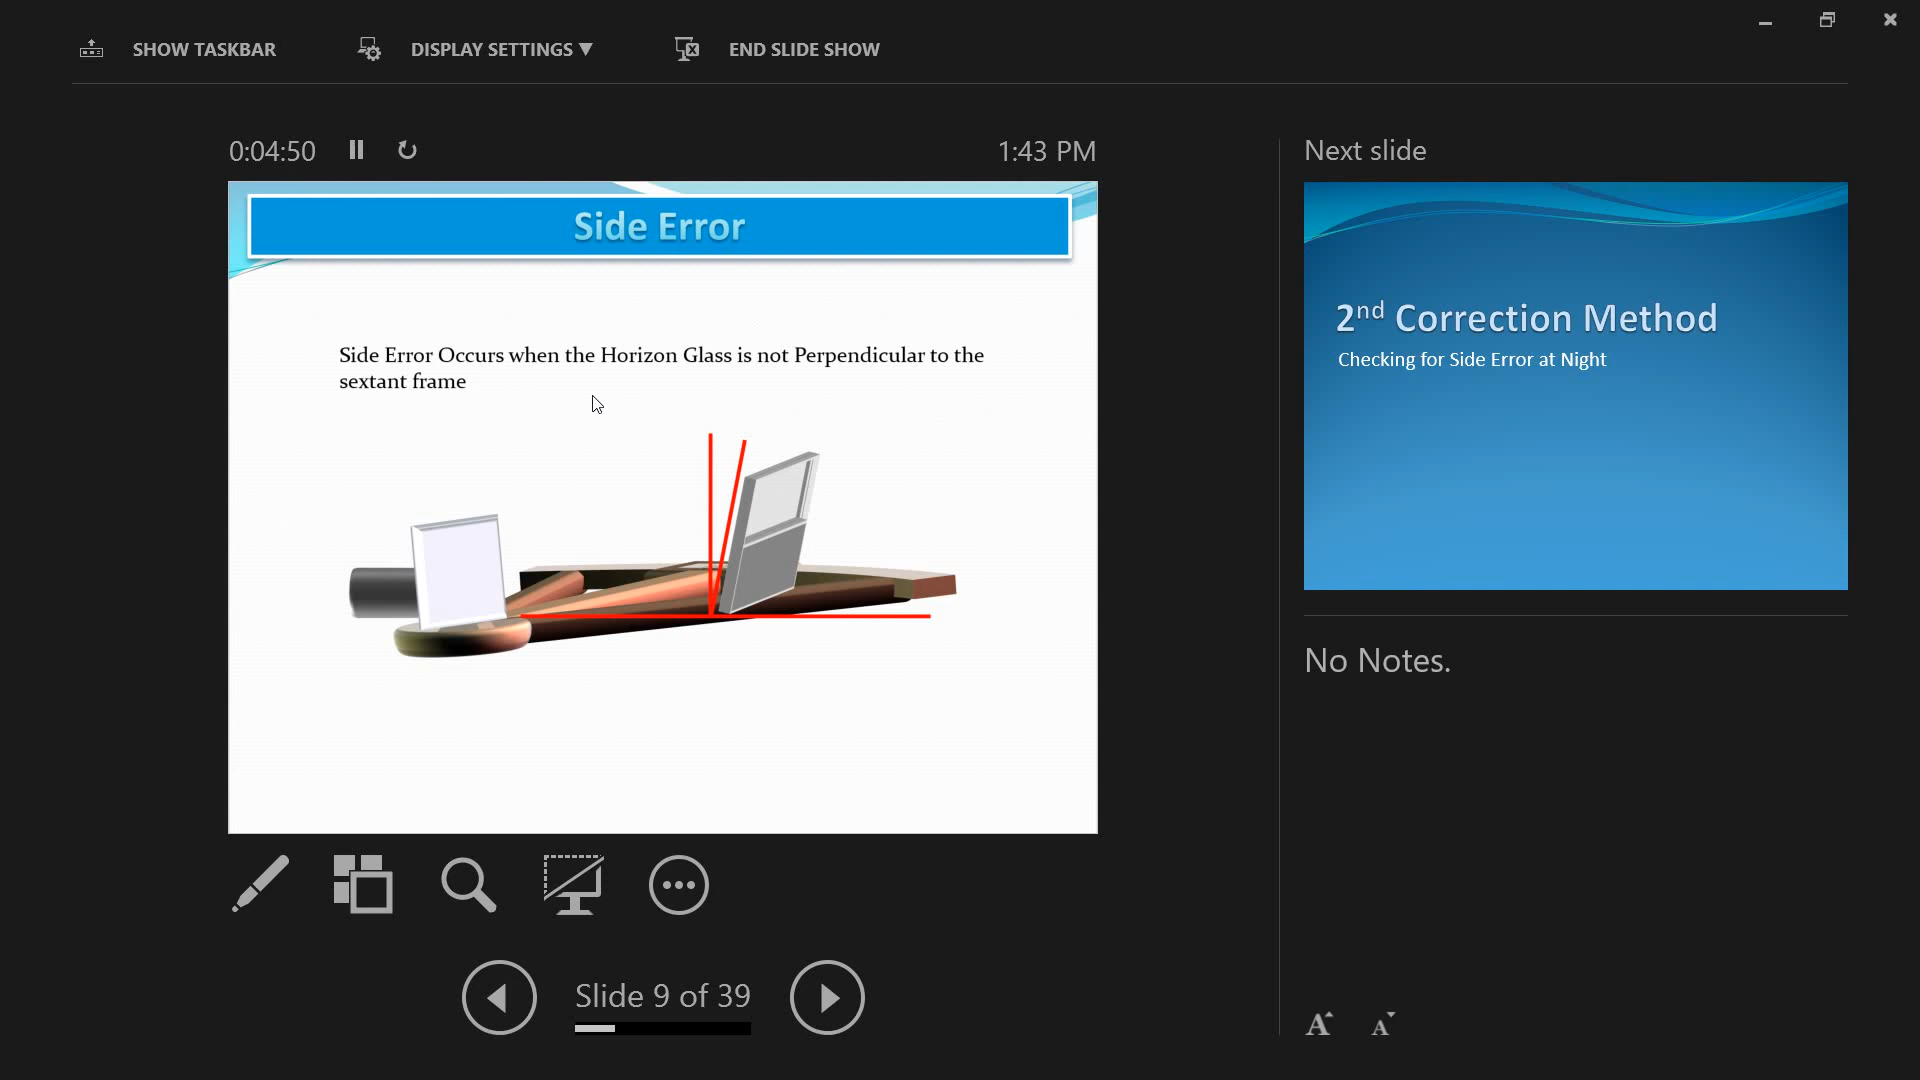 SHOW TASKBAR
DISPLAY SETTINGS ▼
END SLIDE SHOW
0:04:50
1:43 PM
Side Error
Side Error Occurs when the Horizon Glass is not Perpendicular to the
sextant frame
Slide 9 of 39
Next slide
2nd Correction Method
Checking for Side Error at Night
No Notes.
A
A